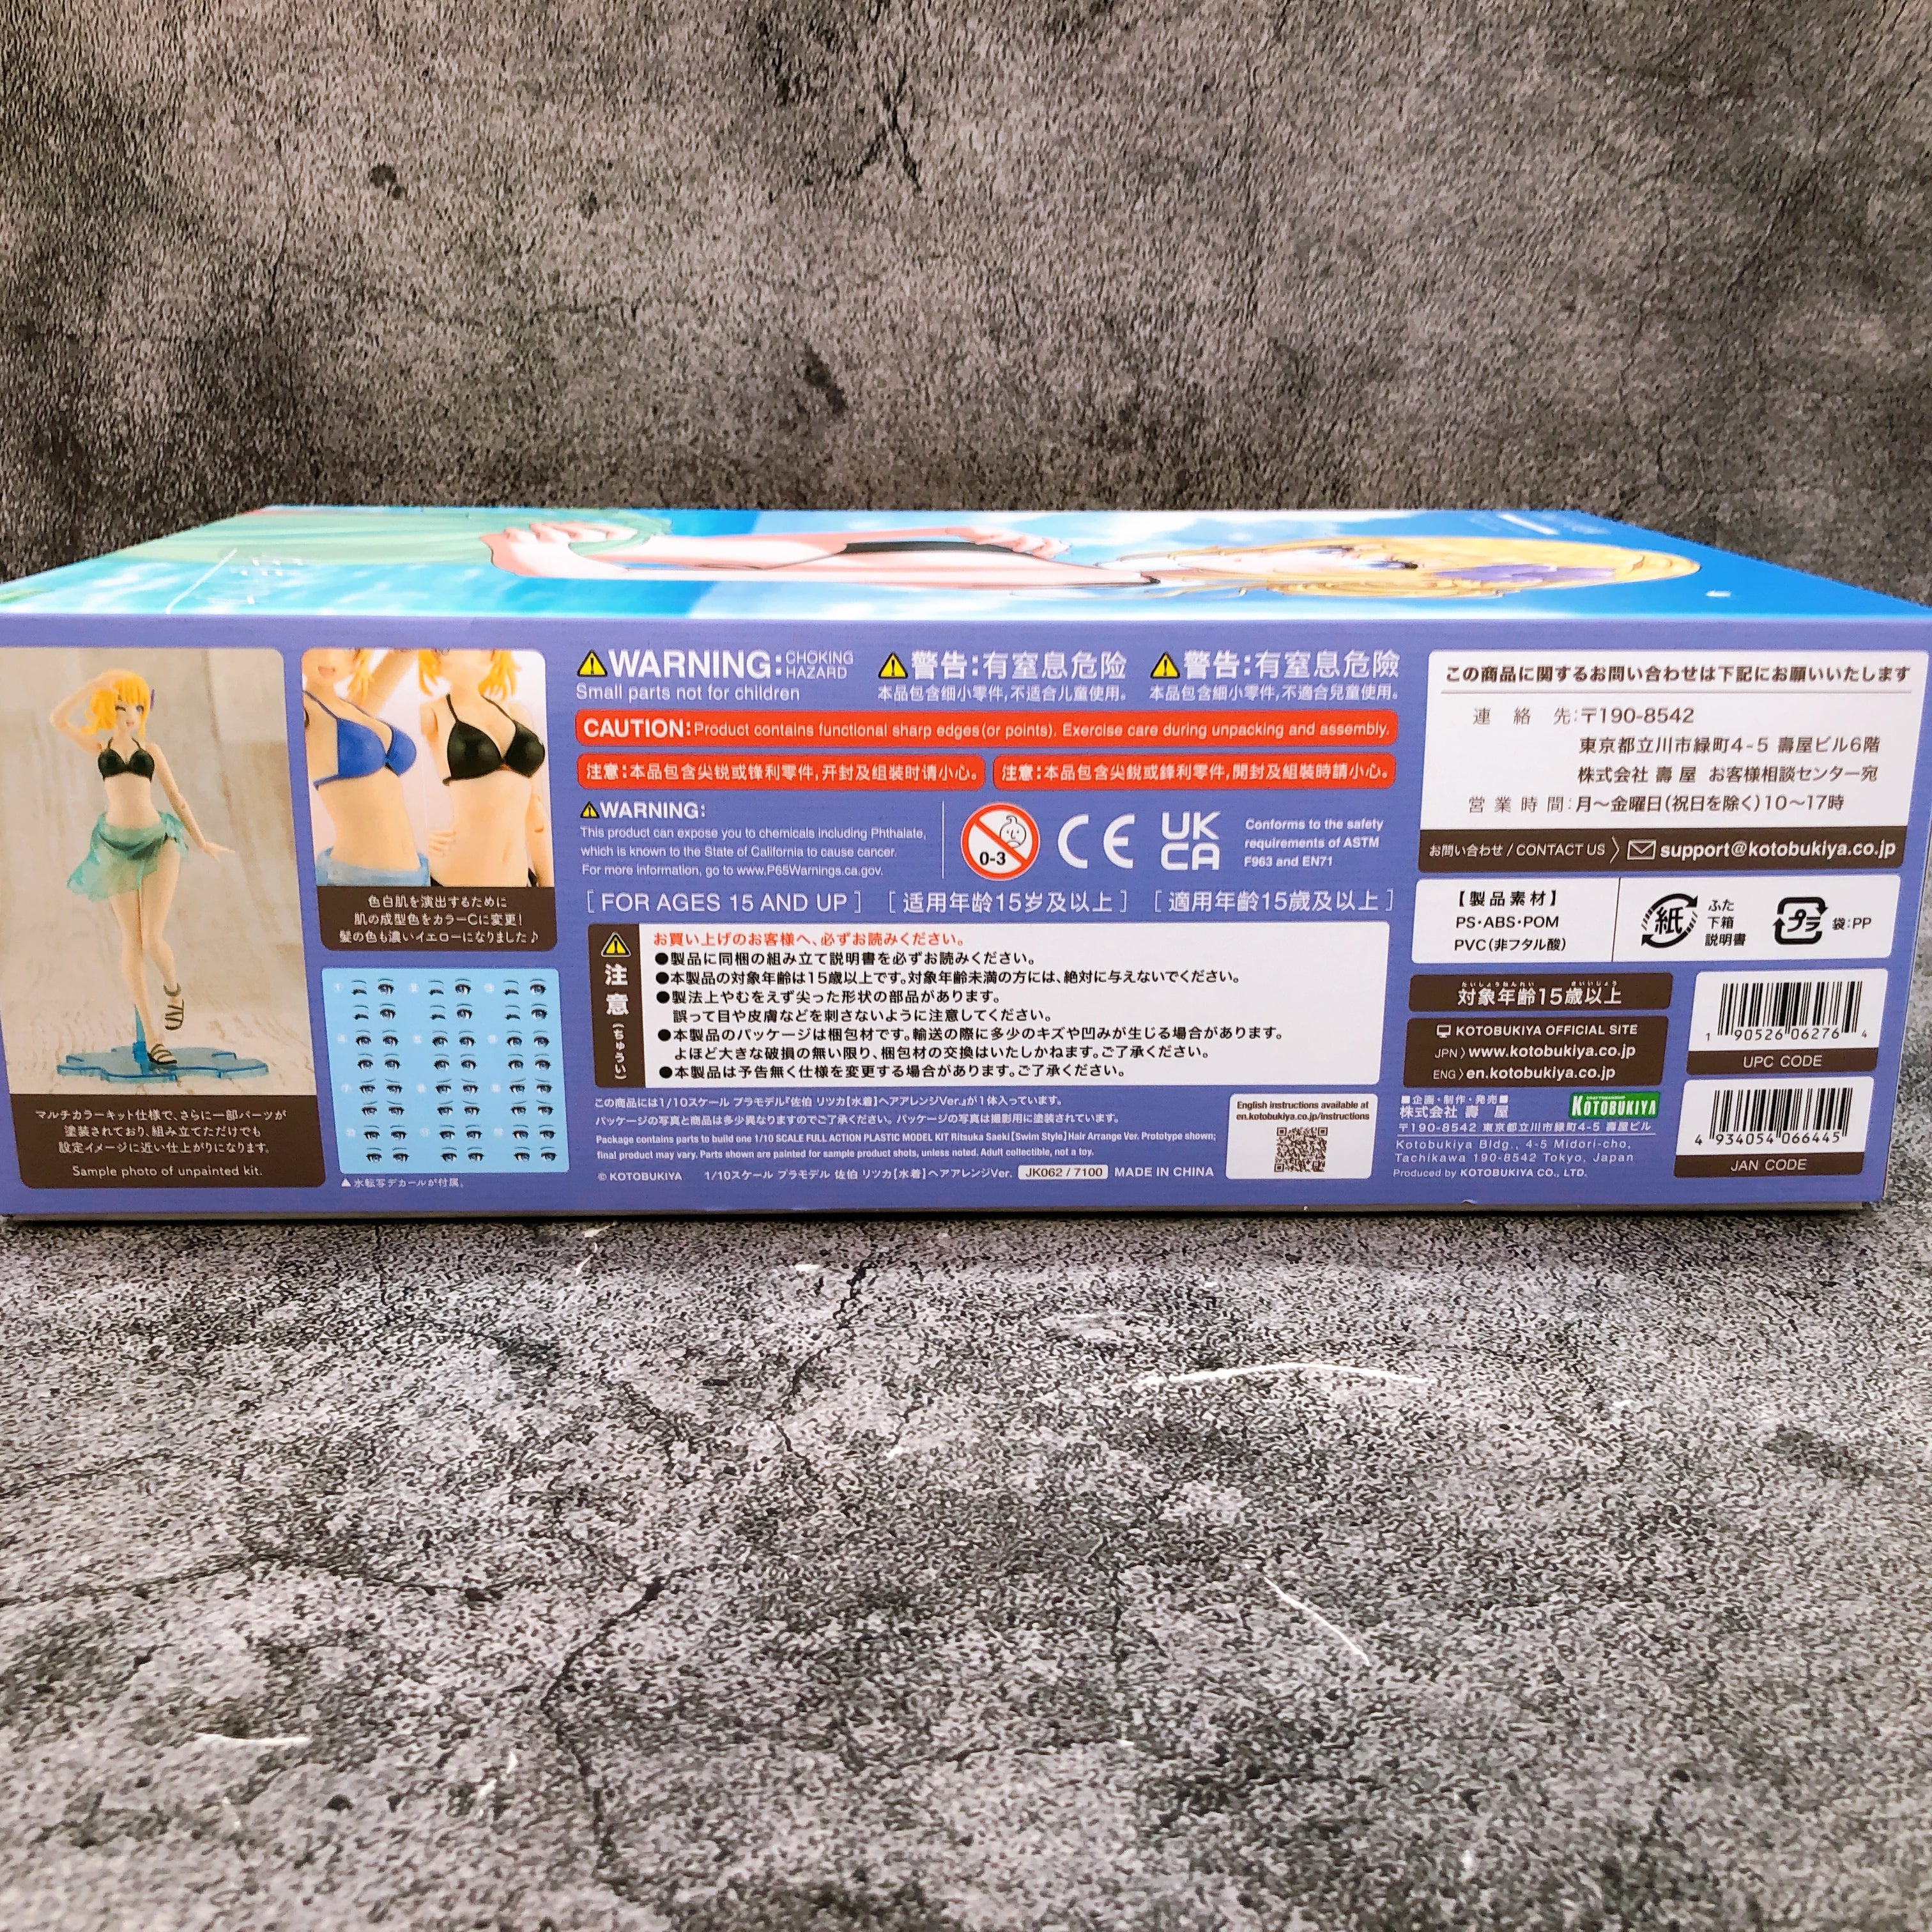 マルチカラーキット仕様で、さらに一部パーツが
塗装されており、組み立てただけでも
設定イメージに近い仕上がりになります。
Sample photo of unpainted kit.
色白肌を演出するために
肌の成型色をカラーCに変更!
髪の色も濃いイエローになりました♪
▲水転写デカールが付属。
WARNING: CHOKING HAZARD
Small parts not for children
警告:有窒息危险
本品包含细小零件,不适合儿童使用。
警告:有窒息危險
本品包含細小零件,不適合兒童使用。
CAUTION: Product contains functional sharp edges(or points). Exercise care during unpacking and assembly.
注意:本品包含尖锐或锋利零件,开封及组装时请小心。
注意:本品包含尖銳或鋒利零件,開封及組裝時請小心。
WARNING:
This product can expose you to chemicals including Phthalate,
which is known to the State of California to cause cancer.
For more information, go to www.P65Warnings.ca.gov.
0-3
CE
UK
CA
Conforms to the safety
requirements of ASTM
F963 and EN71
[FOR AGES 15 AND UP] [适用年龄15岁及以上] [適用年齡15歲及以上]
注意(ちゅうい)
お買い上げのお客様へ、必ずお読みください。
●製品に同梱の組み立て説明書を必ずお読みください。
●本製品の対象年齢は15歳以上です。対象年齢未満の方には、絶対に与えないでください。
●製法上やむをえず尖った形状の部品があります。
誤って目や皮膚などを刺さないように注意してください。
●本製品のパッケージは梱包材です。輸送の際に多少のキズや凹みが生じる場合があります。
よほど大きな破損の無い限り、梱包材の交換はいたしかねます。ご了承ください。
●本製品は予告無く仕様を変更する場合があります。ご了承ください。
この商品には1/10スケール プラモデル『佐伯 リツカ[水着]ヘアアレンジVer.』が1体入っています。
パッケージの写真と商品は多少異なりますのでご了承ください。パッケージの写真は撮影用に塗装されています。
Package contains parts to build one 1/10 SCALE FULL ACTION PLASTIC MODEL KIT Ritsuka Saeki [Swim Style] Hair Arrange Ver. Prototype shown;
final product may vary. Parts shown are painted for sample product shots, unless noted. Adult collectible, not a toy.
© KOTOBUKIYA 1/10スケール プラモデル 佐伯 リツカ[水着]ヘアアレンジVer. JK062 / 7100 MADE IN CHINA
English instructions available at
en.kotobukiya.co.jp/instructions
この商品に関するお問い合わせは下記にお願いいたします
連絡先:〒190-8542
東京都立川市緑町4-5 壽屋ビル6階
株式会社 壽 屋 お客様相談センター宛
営業時間:月〜金曜日(祝日を除く)10〜17時
お問い合わせ / CONTACT US 〉 support@kotobukiya.co.jp
【製品素材】
PS・ABS・POM
PVC(非フタル酸)
紙
ふた
下箱
説明書
プラ
袋:PP
たいしょうねんれい さいいじょう
対象年齢15歳以上
KOTOBUKIYA OFFICIAL SITE
JPN 〉www.kotobukiya.co.jp
ENG 〉en.kotobukiya.co.jp
■企画・制作・発売■
株式会社 壽 屋
KOTOBUKIYA
〒190-8542 東京都立川市緑町4-5 壽屋ビル
Kotobukiya Bldg., 4-5 Midori-cho,
Tachikawa 190-8542 Tokyo, Japan
Produced by KOTOBUKIYA CO., LTD.
1 90526 06276 4
UPC CODE
4 934054 066445
JAN CODE